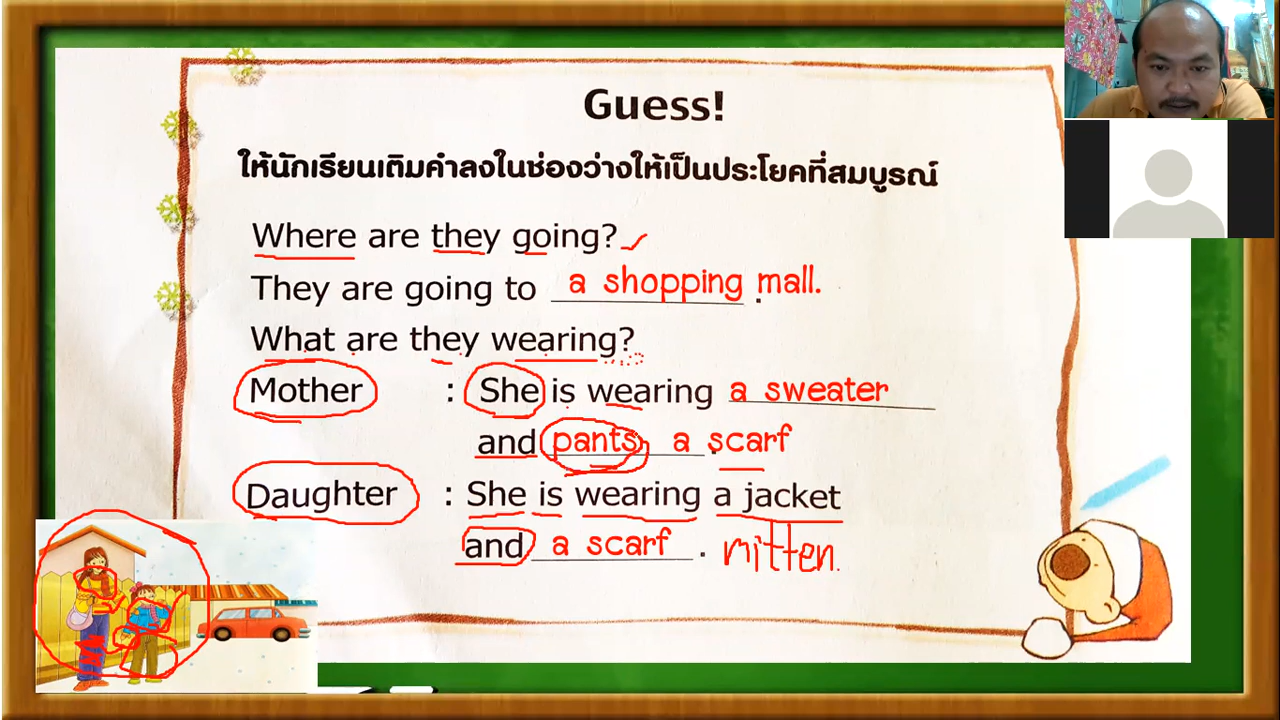 Guess!
ให้นักเรียนเติมคำลงในช่องว่างให้เป็นประโยคที่สมบูรณ์
Where are they going?
They are going to a shopping mall.
What are they wearing?
Mother : She is wearing a sweater
and pants, a scarf.
Daughter : She is wearing a jacket
and a scarf . mitten.